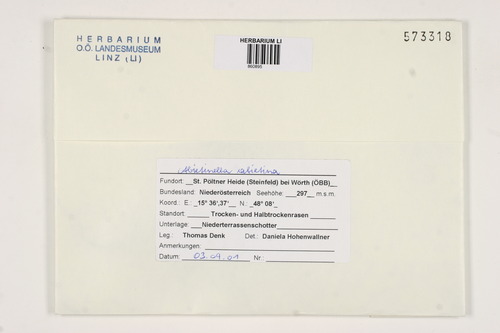 HERBARIUM
O.Ö. LANDESMUSEUM
LINZ (LI)
HERBARIUM LI
573318
Abietinella abietina
Fundort: St. Pöltner Heide (Steinfeld) bei Wörth (ÖBB)
Bundesland: Niederösterreich Seehöhe: 297 m.s.m.
Koord.: E.: 15° 36,37' N.: 48° 08'
Standort Trocken- und Halbtrockenrasen
Unterlage: Niederterrassenschotter
Leg.: Thomas Denk Det.: Daniela Hohenwallner
Anmerkungen:
Datum: 03.04.01 Nr.: